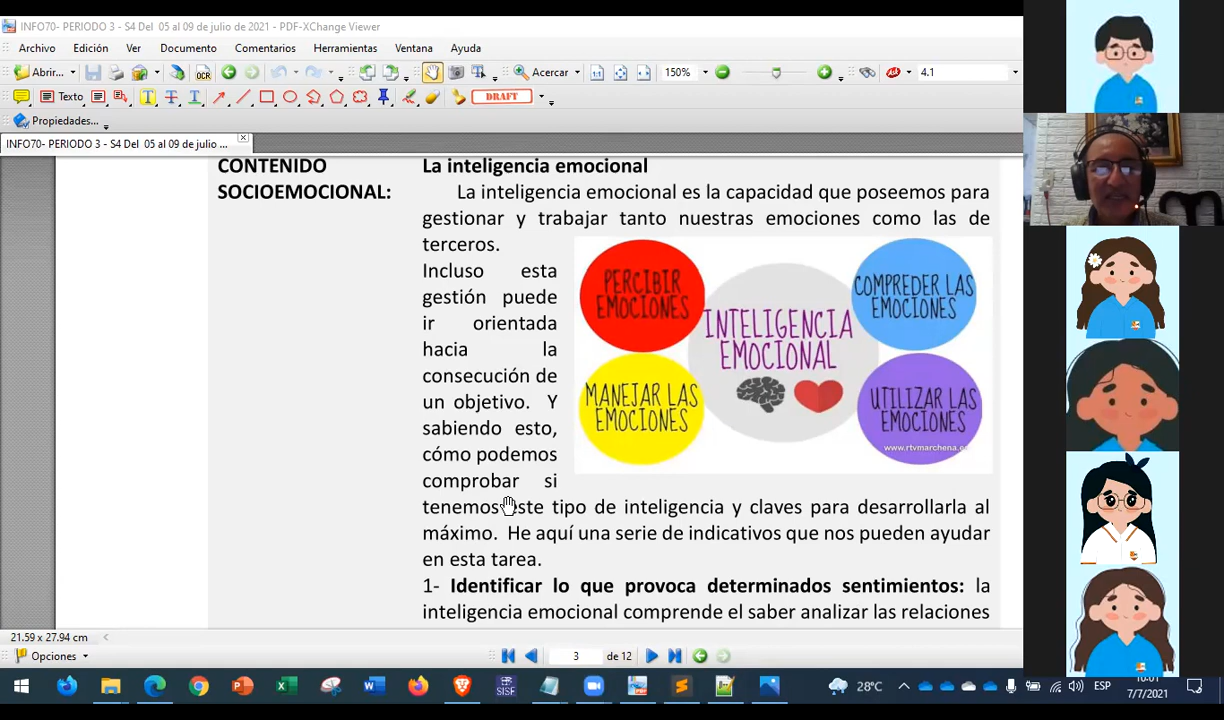 INFO70- PERIODO 3 - S4 Del  05 al 09 de julio de 2021 - PDF-XChange Viewer
Archivo Edición Ver Documento Comentarios Herramientas Ventana Ayuda
Abrir... OCR Acercar 150% 4.1
Texto DRAFT
Propiedades...
INFO70- PERIODO 3 - S4 Del  05 al 09 de julio ...
CONTENIDO
SOCIOEMOCIONAL:
La inteligencia emocional
La inteligencia emocional es la capacidad que poseemos para
gestionar y trabajar tanto nuestras emociones como las de
terceros.
Incluso esta
gestión puede
ir orientada
hacia la
consecución de
un objetivo. Y
sabiendo esto,
cómo podemos
comprobar si
tenemos este tipo de inteligencia y claves para desarrollarla al
máximo. He aquí una serie de indicativos que nos pueden ayudar
en esta tarea.
1- Identificar lo que provoca determinados sentimientos: la
inteligencia emocional comprende el saber analizar las relaciones
PERCIBIR
EMOCIONES
COMPREDER LAS
EMOCIONES
INTELIGENCIA
EMOCIONAL
MANEJAR LAS
EMOCIONES
UTILIZAR LAS
EMOCIONES
21.59 x 27.94 cm
Opciones
3 de 12
SISF
28°C
ESP
10:01
7/7/2021